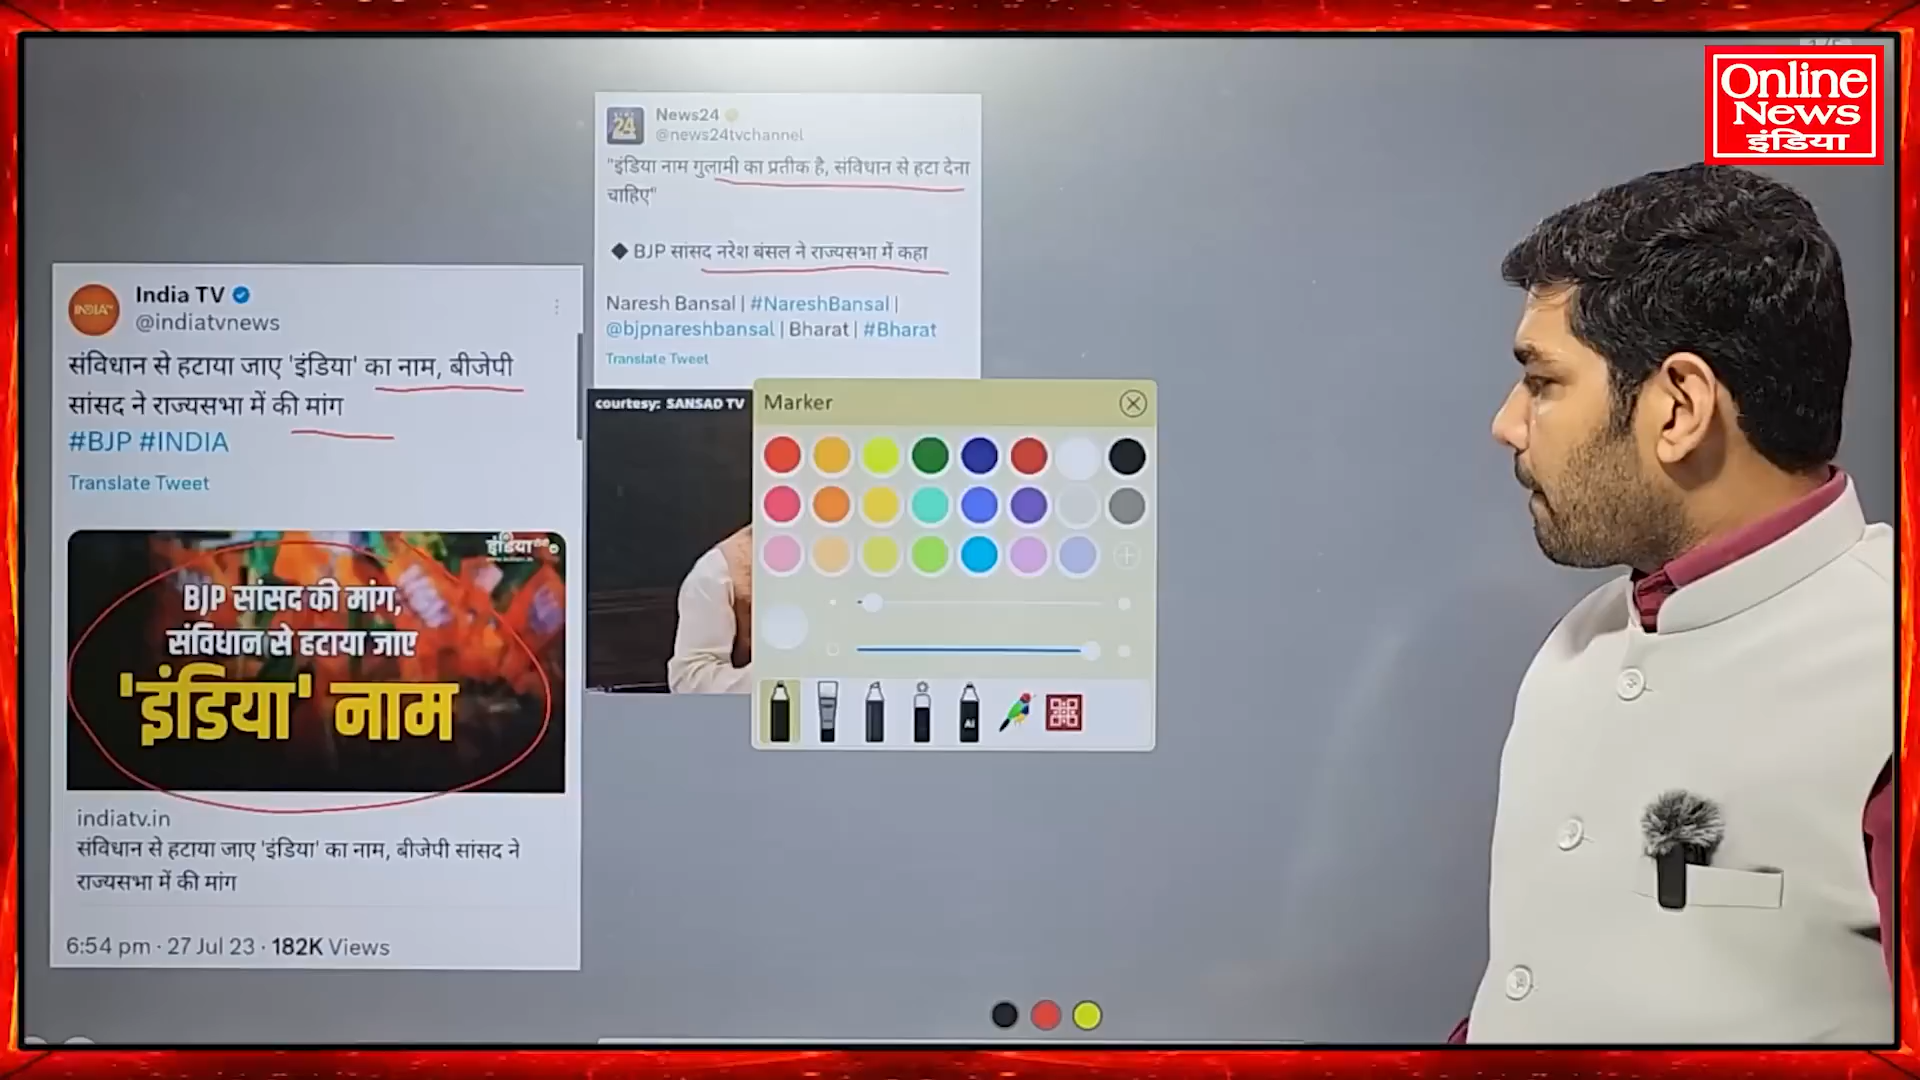 Online
News
इंडिया
News24
@news24tvchannel
"इंडिया नाम गुलामी का प्रतीक है, संविधान से हटा देना
चाहिए"
◆ BJP सांसद नरेश बंसल ने राज्यसभा में कहा
Naresh Bansal | #NareshBansal |
@bjpnareshbansal | Bharat | #Bharat
Translate Tweet
courtesy: SANSAD TV
India TV
@indiatvnews
संविधान से हटाया जाए 'इंडिया' का नाम, बीजेपी
सांसद ने राज्यसभा में की मांग
#BJP #INDIA
Translate Tweet
इंडिया
BJP सांसद की मांग,
संविधान से हटाया जाए
'इंडिया' नाम
indiatv.in
संविधान से हटाया जाए 'इंडिया' का नाम, बीजेपी सांसद ने
राज्यसभा में की मांग
6:54 pm · 27 Jul 23 · 182K Views
Marker
Ai
24